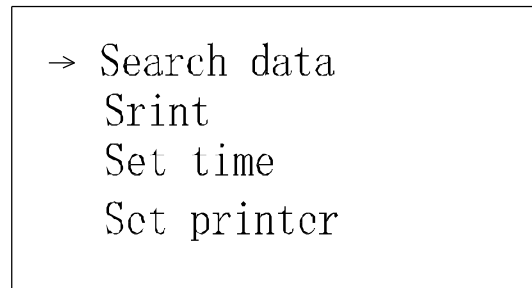 → Search data
Srint
Set time
Set printer